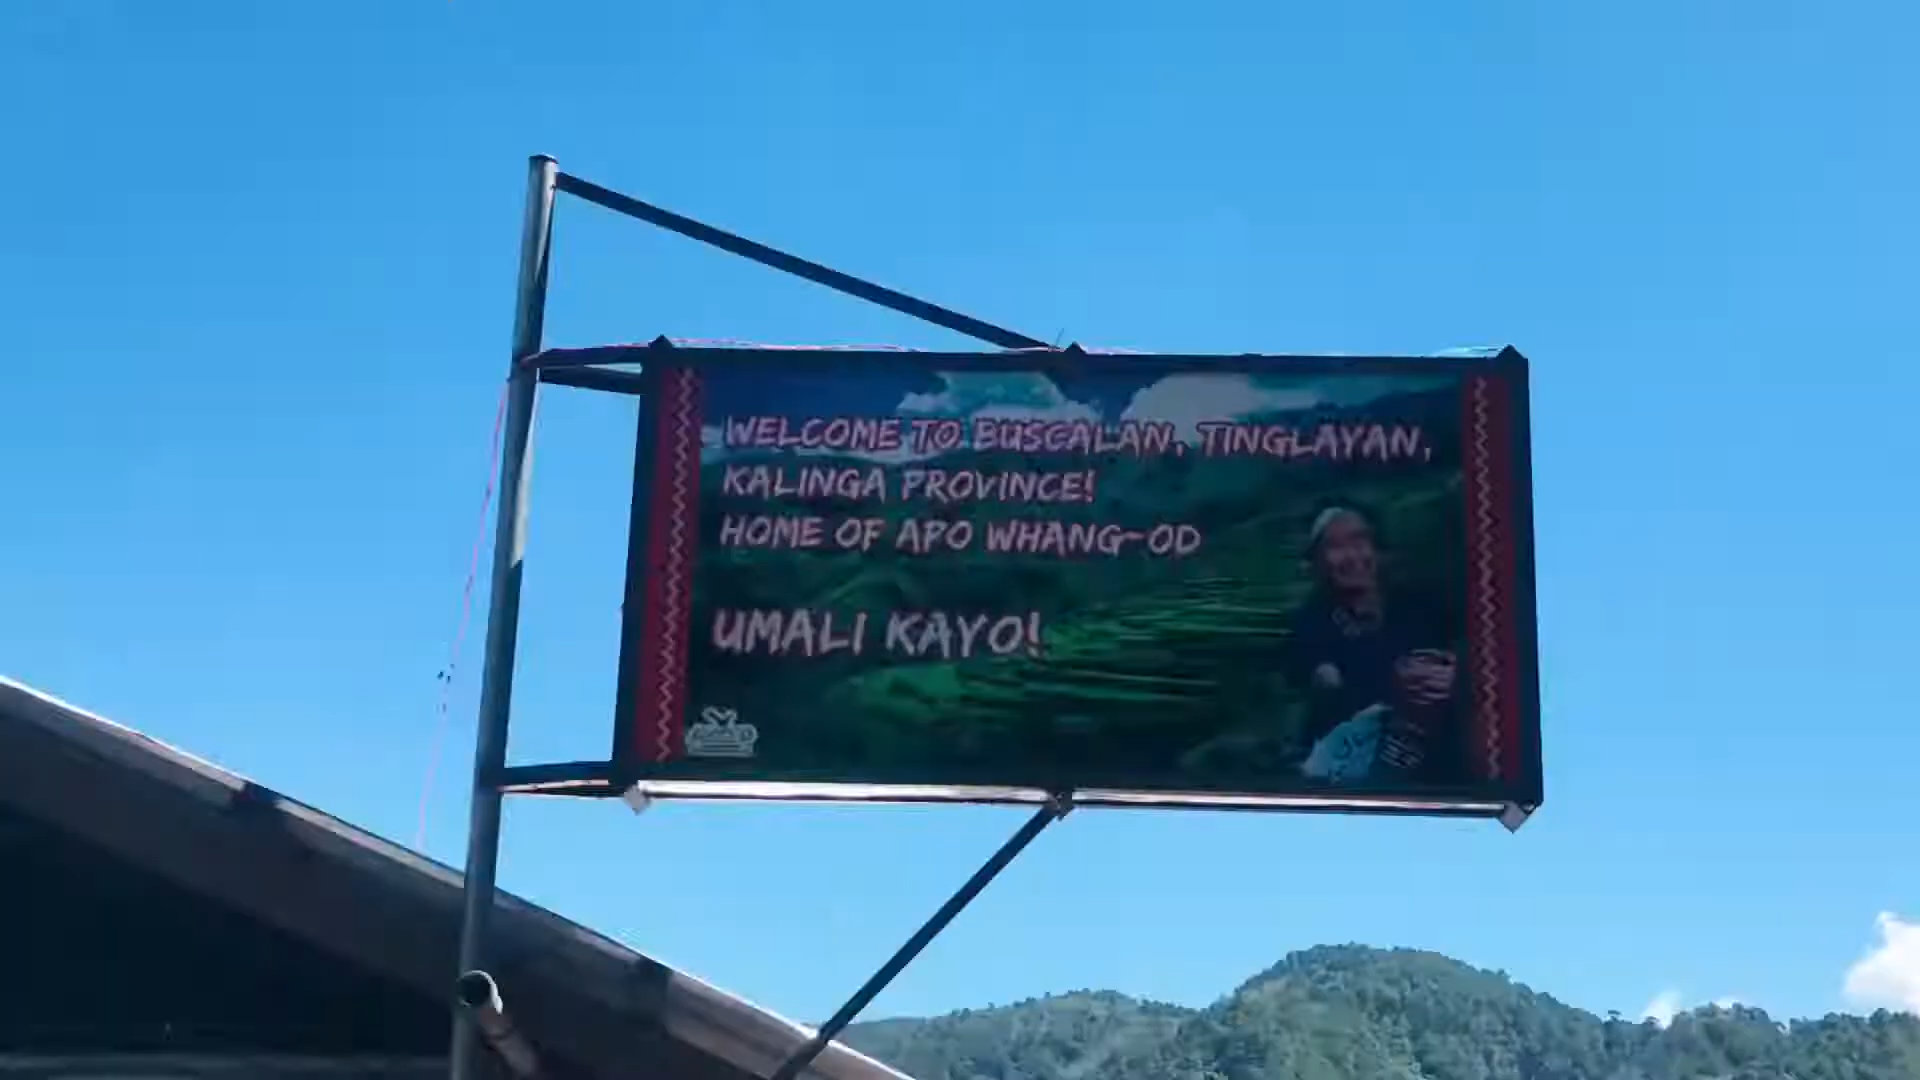 WELCOME TO BUSCALAN, TINGLAYAN,
KALINGA PROVINCE!
HOME OF APO WHANG-OD
UMALI KAYO!